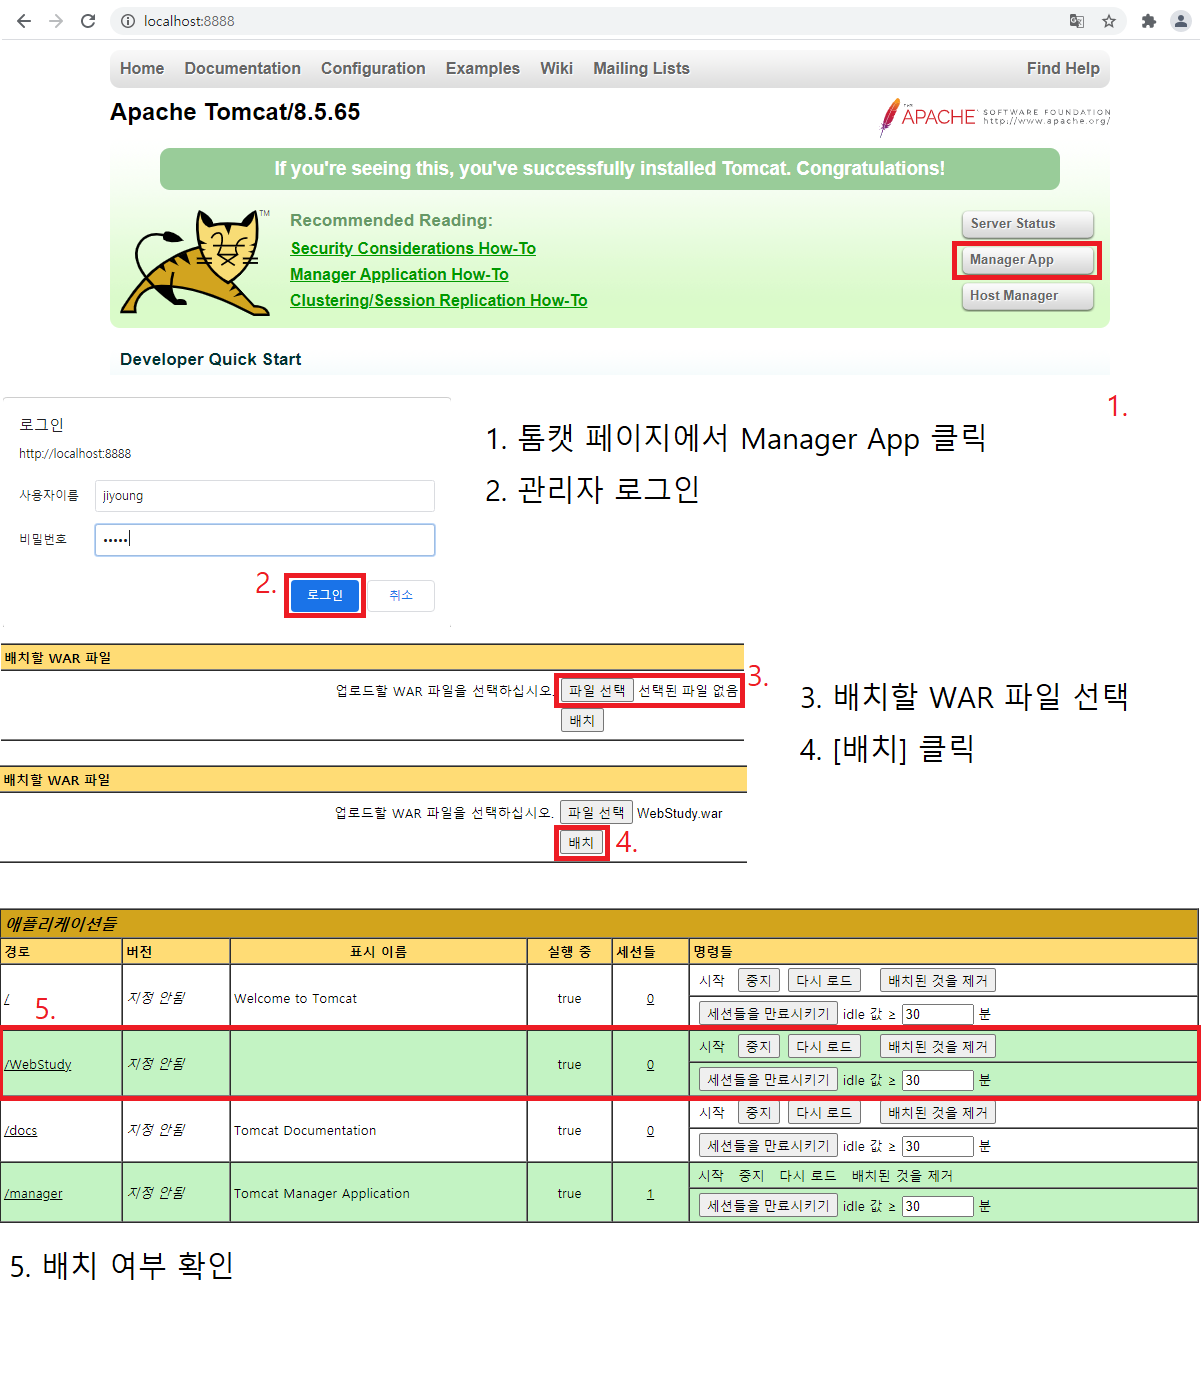 localhost:8888
Home Documentation Configuration Examples Wiki Mailing Lists Find Help
Apache Tomcat/8.5.65
THE APACHE SOFTWARE FOUNDATION
http://www.apache.org/
If you're seeing this, you've successfully installed Tomcat. Congratulations!
TM
Recommended Reading:
Security Considerations How-To
Manager Application How-To
Clustering/Session Replication How-To
Server Status
Manager App
Host Manager
Developer Quick Start
1.
로그인
http://localhost:8888
사용자이름 jiyoung
비밀번호 •••••
2. 로그인 취소
1. 톰캣 페이지에서 Manager App 클릭
2. 관리자 로그인
배치할 WAR 파일
업로드할 WAR 파일을 선택하십시오. 파일 선택 선택된 파일 없음 3.
배치
3. 배치할 WAR 파일 선택
4. [배치] 클릭
배치할 WAR 파일
업로드할 WAR 파일을 선택하십시오. 파일 선택 WebStudy.war
배치 4.
애플리케이션들
경로 버전 표시 이름 실행 중 세션들 명령들
/ 지정 안됨 Welcome to Tomcat true 0 시작 중지 다시 로드 배치된 것을 제거
세션들을 만료시키기 idle 값 ≥ 30 분
5.
/WebStudy 지정 안됨 true 0 시작 중지 다시 로드 배치된 것을 제거
세션들을 만료시키기 idle 값 ≥ 30 분
/docs 지정 안됨 Tomcat Documentation true 0 시작 중지 다시 로드 배치된 것을 제거
세션들을 만료시키기 idle 값 ≥ 30 분
/manager 지정 안됨 Tomcat Manager Application true 1 시작 중지 다시 로드 배치된 것을 제거
세션들을 만료시키기 idle 값 ≥ 30 분
5. 배치 여부 확인